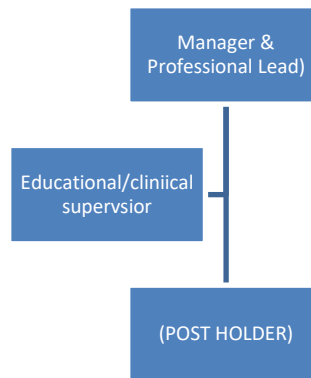 Manager &
Professional Lead)
Educational/cliniical
supervsior
(POST HOLDER)